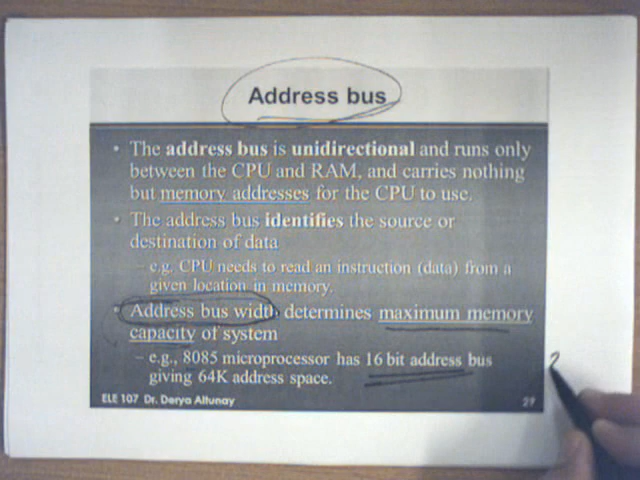 Address bus
• The address bus is unidirectional and runs only
between the CPU and RAM, and carries nothing
but memory addresses for the CPU to use.
• The address bus identifies the source or
destination of data
– e.g. CPU needs to read an instruction (data) from a
given location in memory.
• Address bus width determines maximum memory
capacity of system
– e.g., 8085 microprocessor has 16 bit address bus
giving 64K address space.
ELE 107 Dr. Derya Altunay
29
2